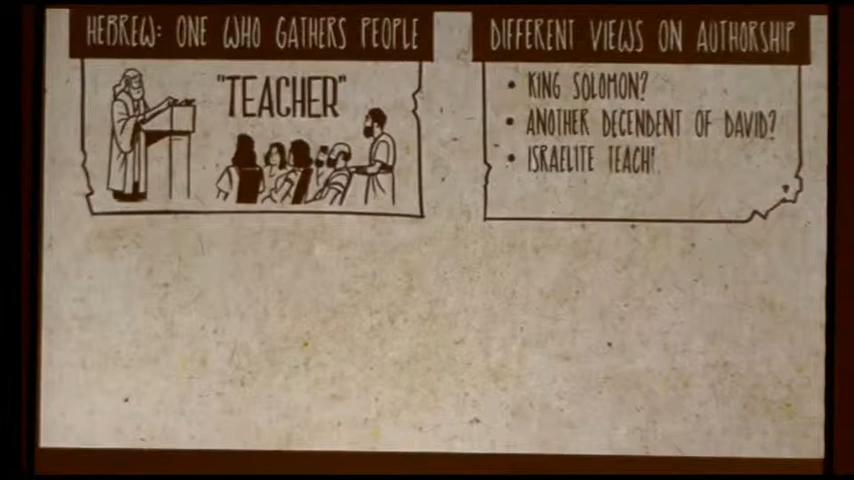 HEBREW: ONE WHO GATHERS PEOPLE
"TEACHER"
DIFFERENT VIEWS ON AUTHORSHIP
• KING SOLOMON?
• ANOTHER DECENDENT OF DAVID?
• ISRAELITE TEACH